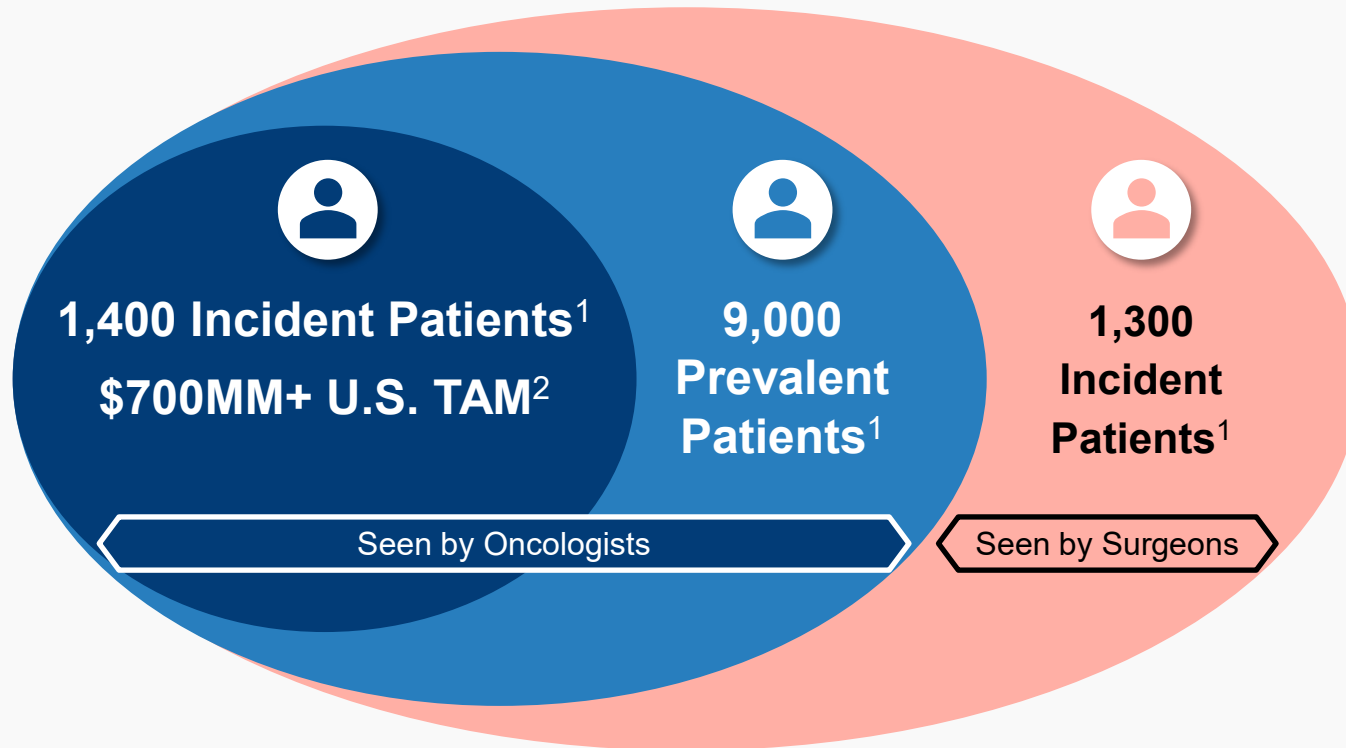 1,400 Incident Patients¹
$700MM+ U.S. TAM²
9,000
Prevalent
Patients¹
1,300
Incident
Patients¹
Seen by Oncologists
Seen by Surgeons